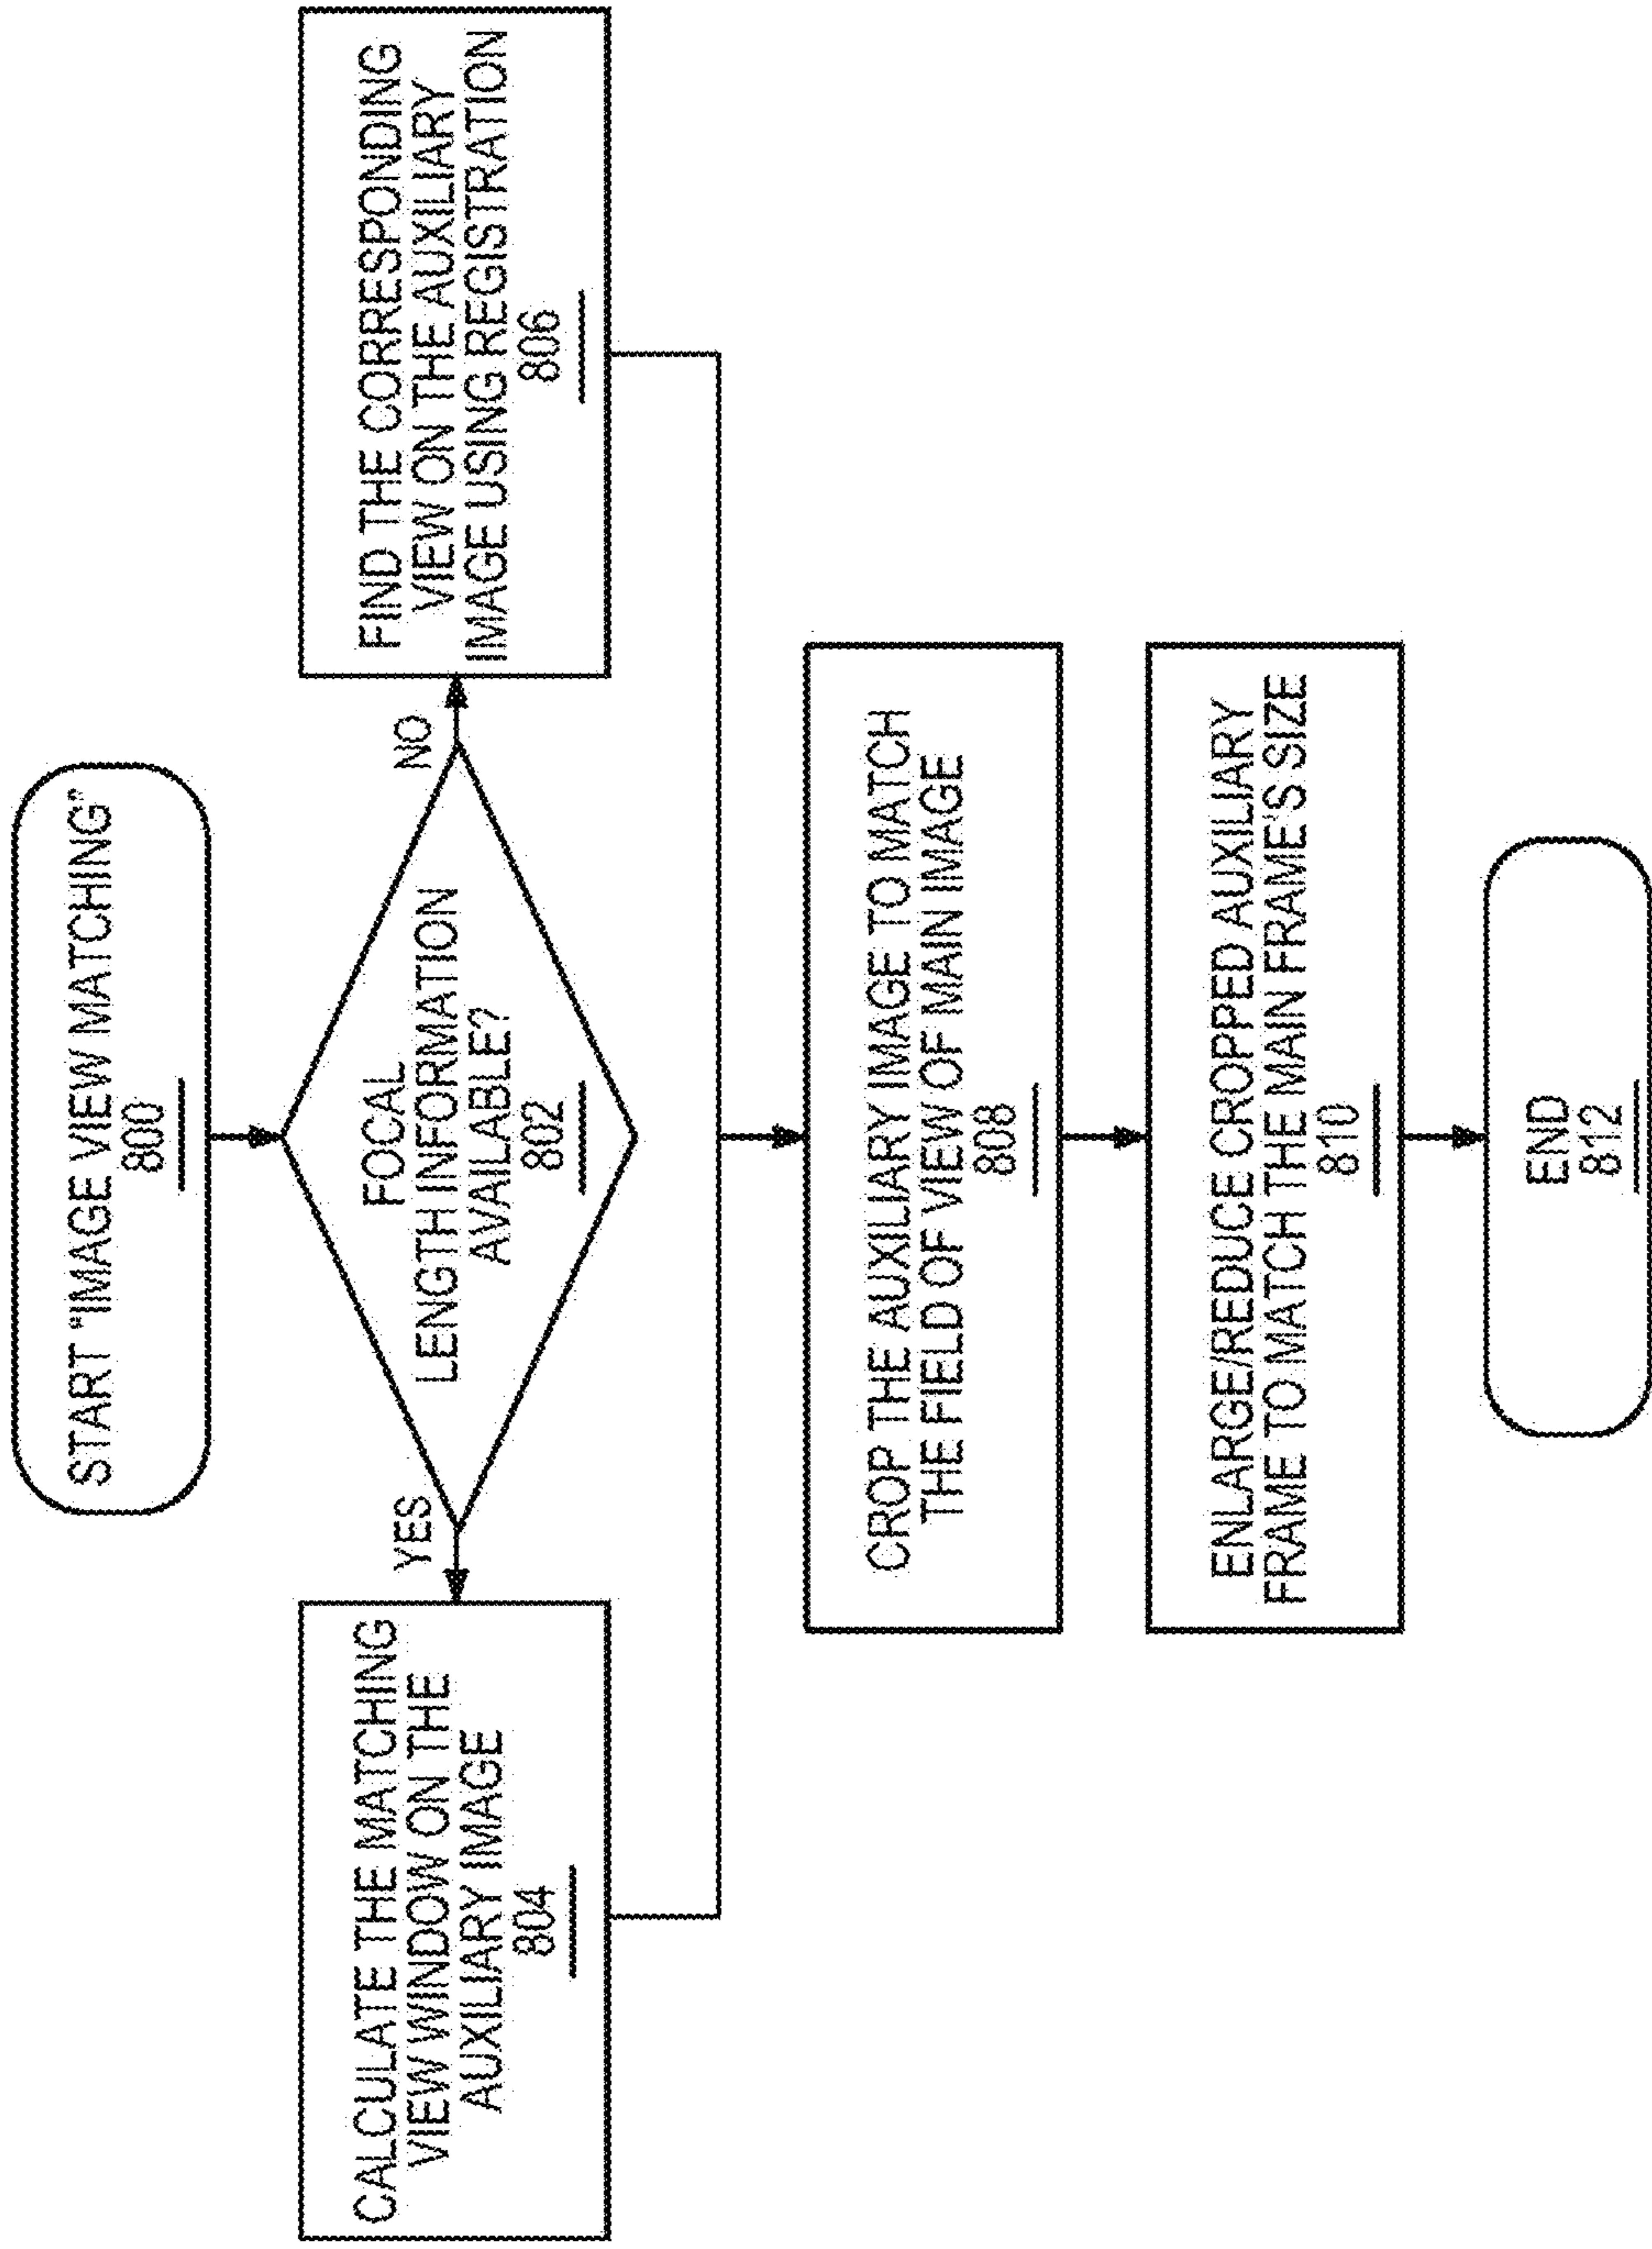 START "IMAGE VIEW MATCHING"
800
FOCAL
LENGTH INFORMATION
AVAILABLE?
802
YES
NO
CALCULATE THE MATCHING
VIEW WINDOW ON THE
AUXILIARY IMAGE
804
FIND THE CORRESPONDING
VIEW ON THE AUXILIARY
IMAGE USING REGISTRATION
806
CROP THE AUXILIARY IMAGE TO MATCH
THE FIELD OF VIEW OF MAIN IMAGE
808
ENLARGE/REDUCE CROPPED AUXILIARY
FRAME TO MATCH THE MAIN FRAME'S SIZE
810
END
812